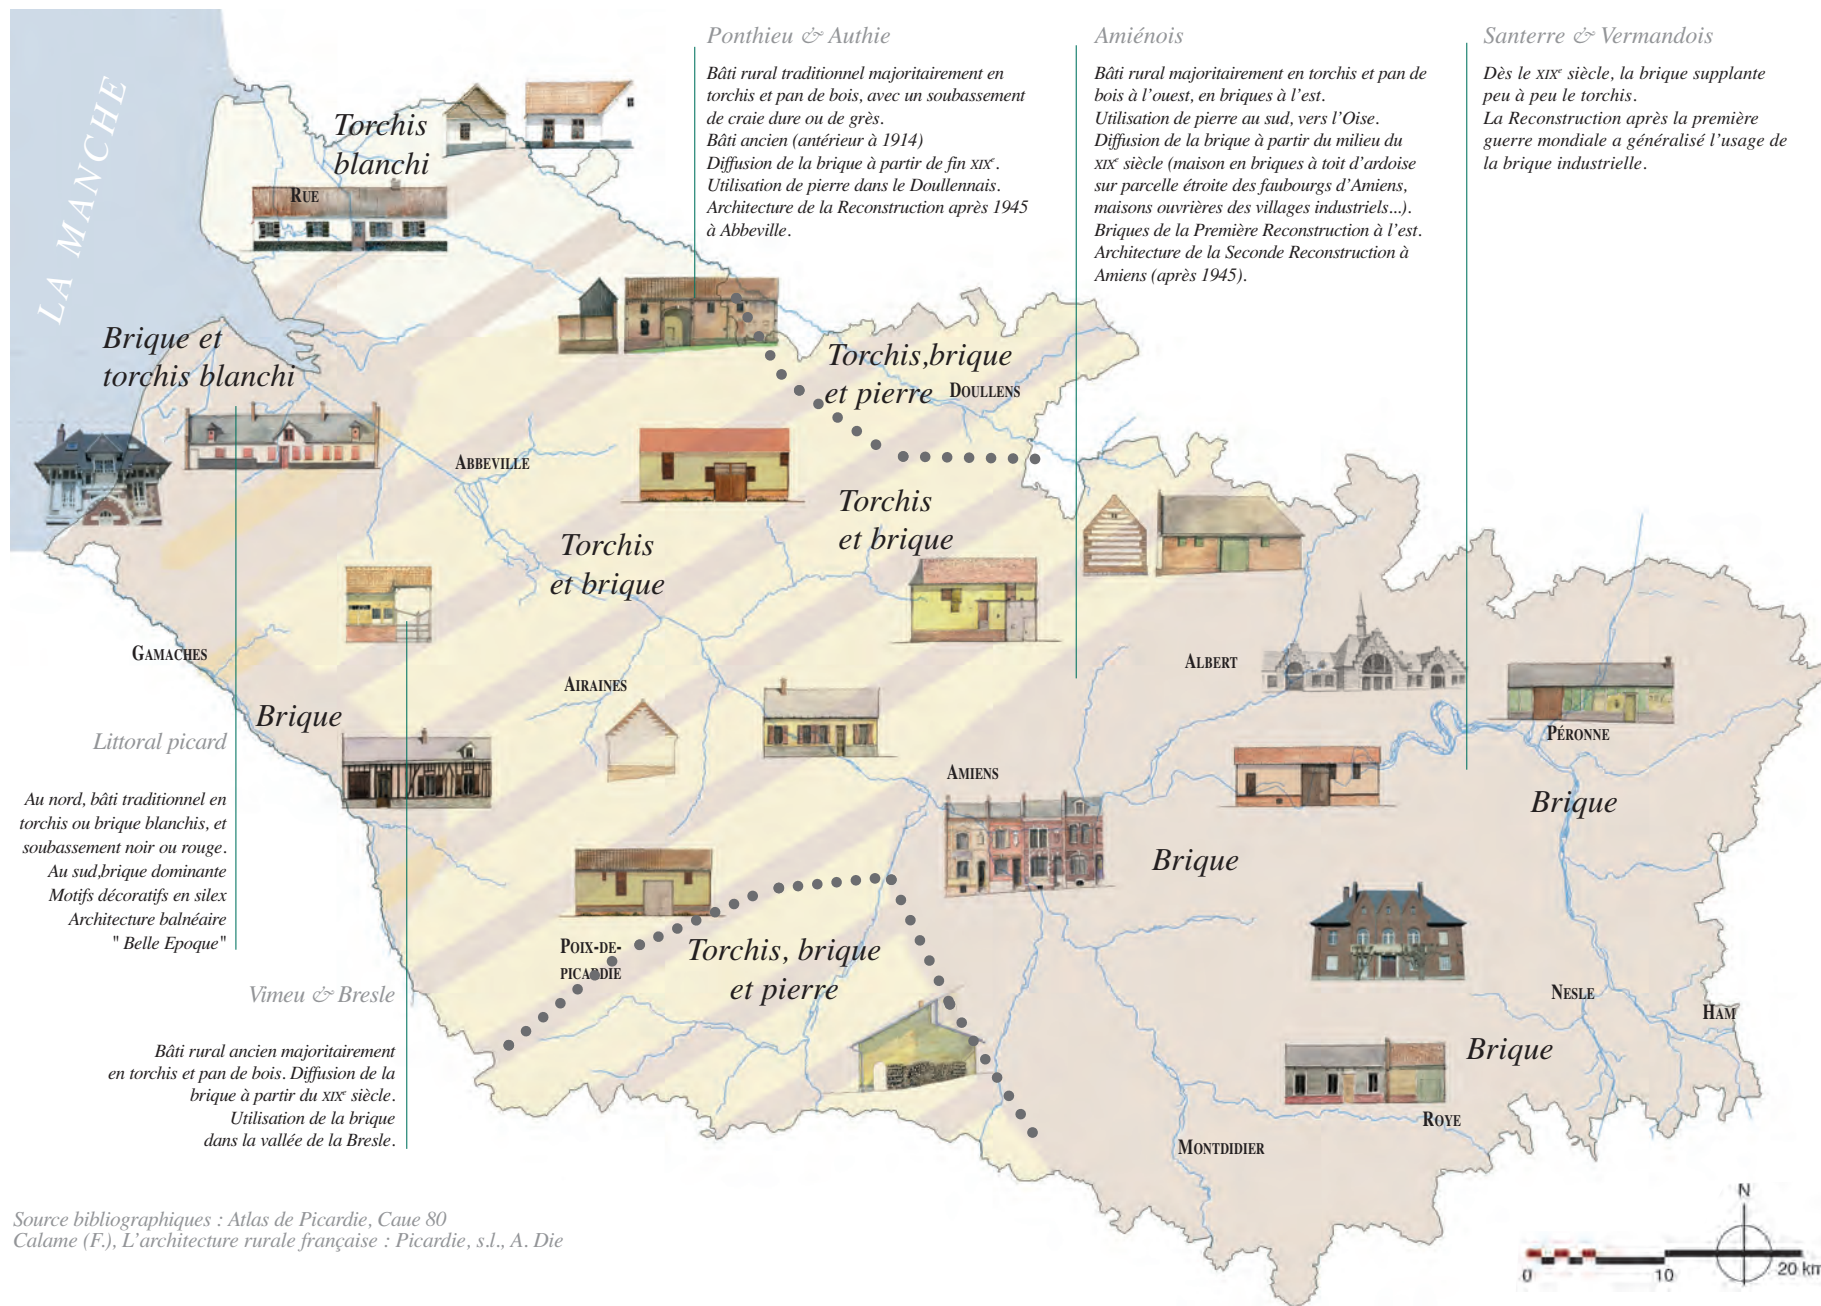 LA MANCHE
Ponthieu & Authie
Bâti rural traditionnel majoritairement en
torchis et pan de bois, avec un soubassement
de craie dure ou de grès.
Bâti ancien (antérieur à 1914)
Diffusion de la brique à partir de fin XIXe.
Utilisation de pierre dans le Doullennais.
Architecture de la Reconstruction après 1945
à Abbeville.
Amiénois
Bâti rural majoritairement en torchis et pan de
bois à l'ouest, en briques à l'est.
Utilisation de pierre au sud, vers l'Oise.
Diffusion de la brique à partir du milieu du
XIXe siècle (maison en briques à toit d'ardoise
sur parcelle étroite des faubourgs d'Amiens,
maisons ouvrières des villages industriels...).
Briques de la Première Reconstruction à l'est.
Architecture de la Seconde Reconstruction à
Amiens (après 1945).
Santerre & Vermandois
Dès le XIXe siècle, la brique supplante
peu à peu le torchis.
La Reconstruction après la première
guerre mondiale a généralisé l'usage de
la brique industrielle.
Torchis
blanchi
RUE
Brique et
torchis blanchi
Torchis,brique
et pierre
DOULLENS
ABBEVILLE
Torchis
et brique
Torchis
et brique
GAMACHES
AIRAINES
ALBERT
Brique
PÉRONNE
AMIENS
Brique
Brique
Littoral picard
Au nord, bâti traditionnel en
torchis ou brique blanchis, et
soubassement noir ou rouge.
Au sud,brique dominante
Motifs décoratifs en silex
Architecture balnéaire
" Belle Epoque"
POIX-DE-
PICARDIE
Torchis, brique
et pierre
NESLE
HAM
Brique
ROYE
MONTDIDIER
Vimeu & Bresle
Bâti rural ancien majoritairement
en torchis et pan de bois. Diffusion de la
brique à partir du XIXe siècle.
Utilisation de la brique
dans la vallée de la Bresle.
Source bibliographiques : Atlas de Picardie, Caue 80
Calame (F.), L'architecture rurale française : Picardie, s.l., A. Die
N
0 10 20 km